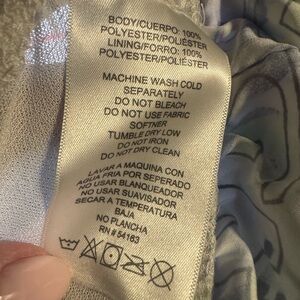 BODY/CUERPO: 100%
POLYESTER/POLIÉSTER
LINING/FORRO: 100%
POLYESTER/POLIÉSTER
MACHINE WASH COLD
SEPARATELY
DO NOT BLEACH
DO NOT USE FABRIC
SOFTNER
TUMBLE DRY LOW
DO NOT IRON
DO NOT DRY CLEAN
LAVAR A MAQUINA CON
AGUA FRIA POR SEPARADO
NO USAR BLANQUEADOR
NO USAR SUAVISADOR
SECAR A TEMPERATURA
BAJA
NO PLANCHA
RN # 54163